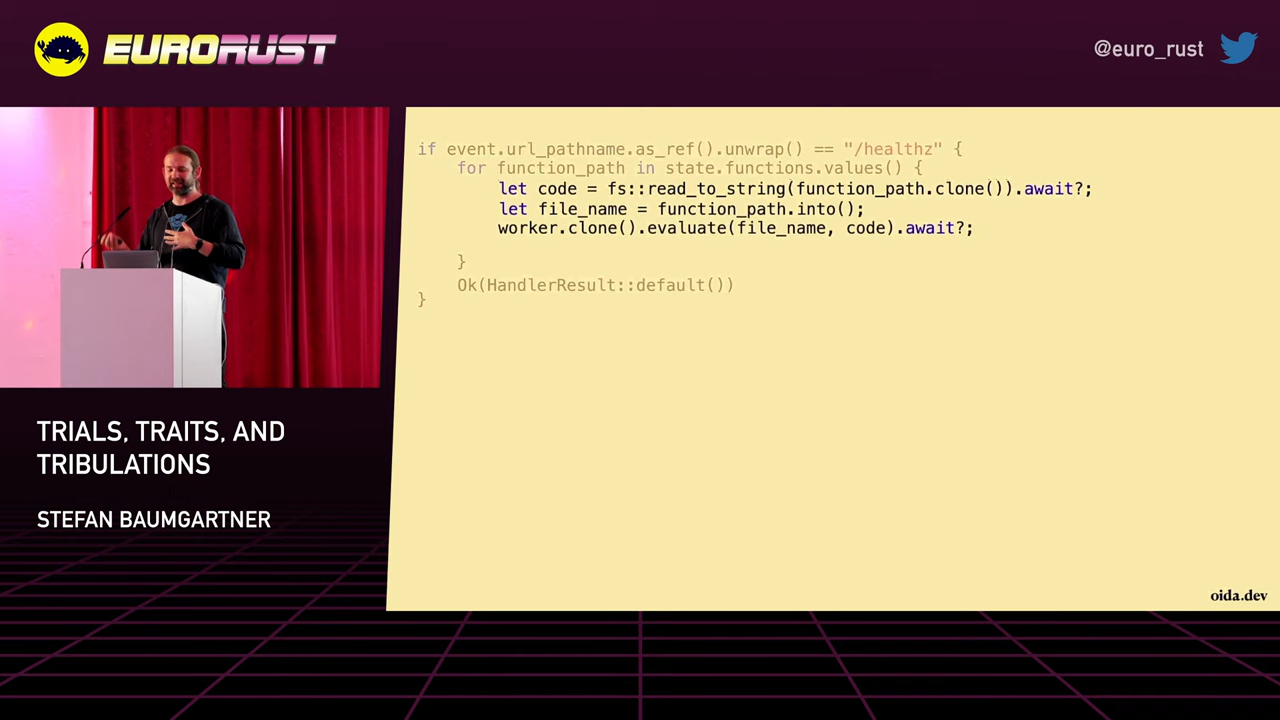 EURORUST
@euro_rust
if event.url_pathname.as_ref().unwrap() == "/healthz" {
    for function_path in state.functions.values() {
        let code = fs::read_to_string(function_path.clone()).await?;
        let file_name = function_path.into();
        worker.clone().evaluate(file_name, code).await?;
    }
    Ok(HandlerResult::default())
}
TRIALS, TRAITS, AND
TRIBULATIONS
STEFAN BAUMGARTNER
oida.dev